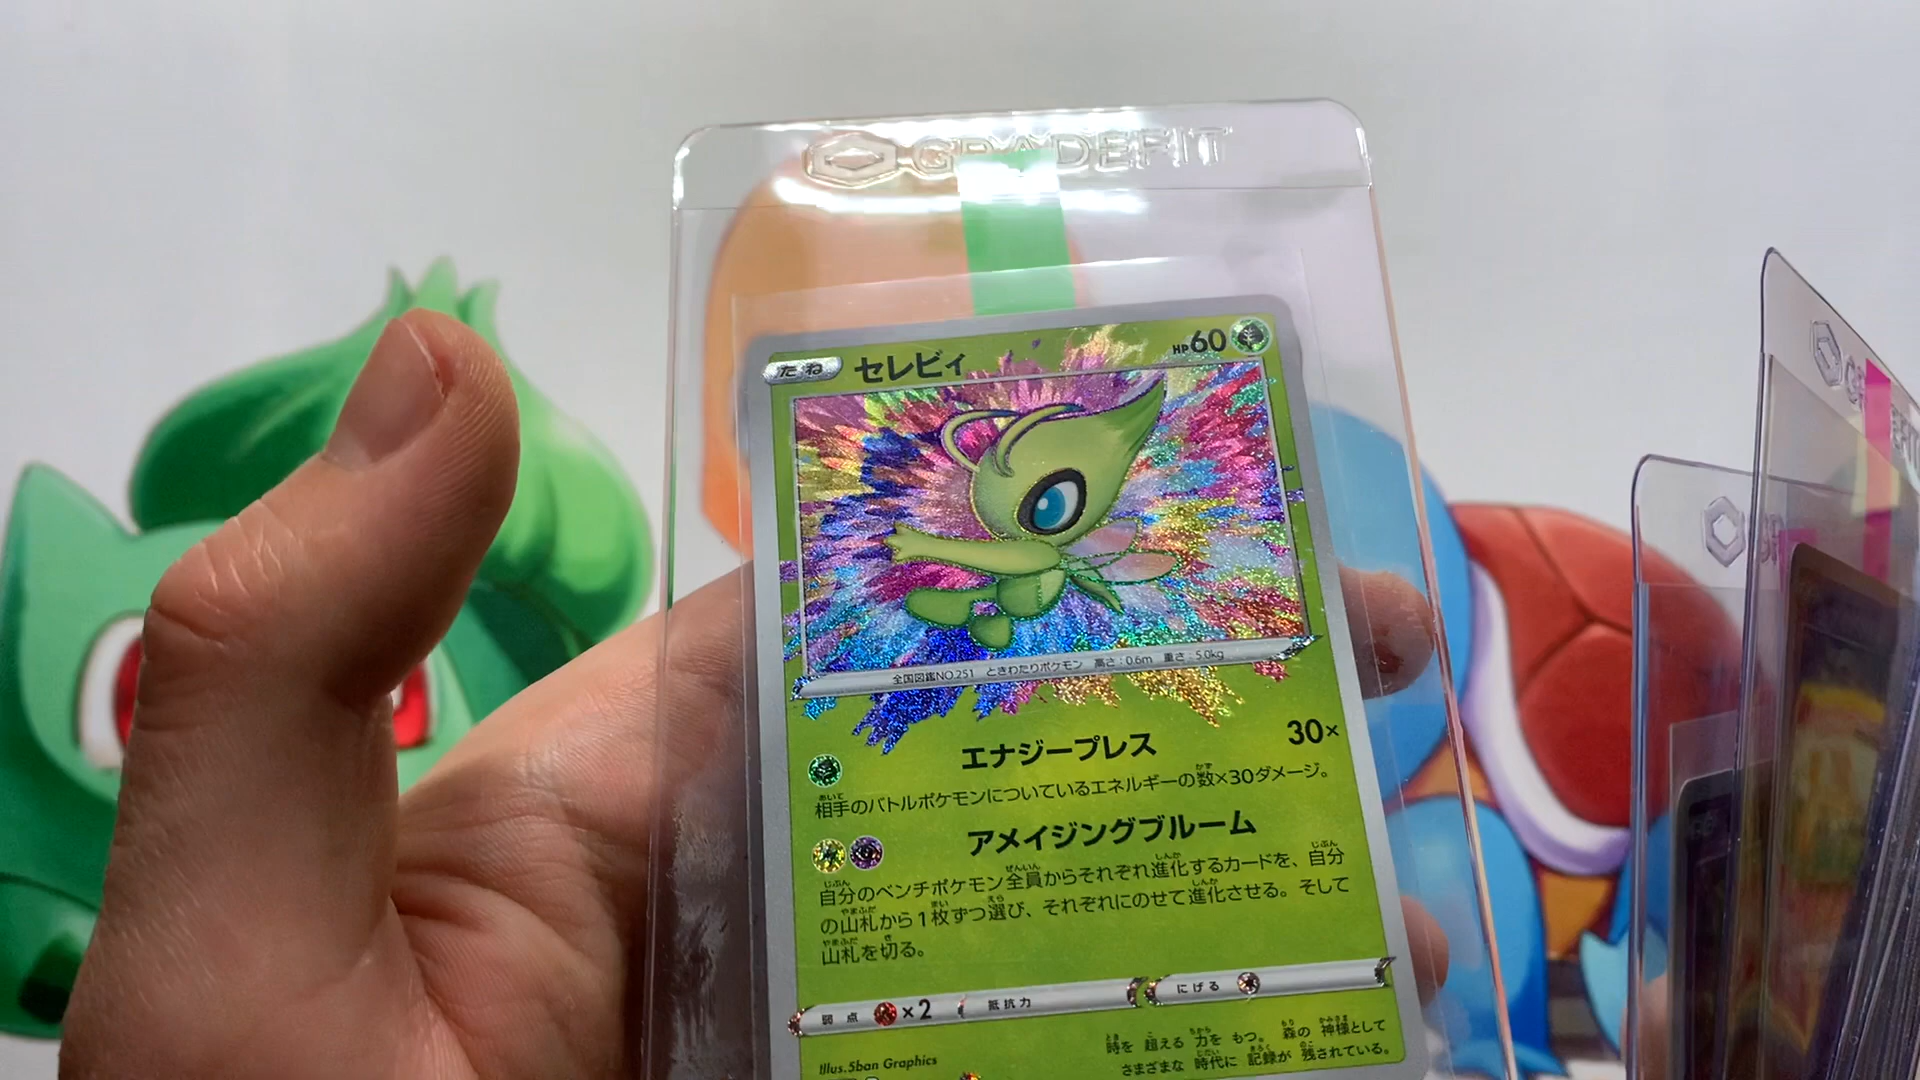 GRADEFIT
たね セレビィ HP60
全国図鑑NO.251 ときわたりポケモン 高さ：0.6m 重さ：5.0kg
エナジープレス 30×
相手のバトルポケモンについているエネルギーの数×30ダメージ。
アメイジングブルーム
自分のベンチポケモン全員からそれぞれ進化するカードを、自分
の山札から1枚ずつ選び、それぞれにのせて進化させる。そして
山札を切る。
弱点 ×2 抵抗力 にげる
Illus.5ban Graphics
時を 超える 力を もつ。 森の 神様として
さまざまな 時代に 記録が 残されている。